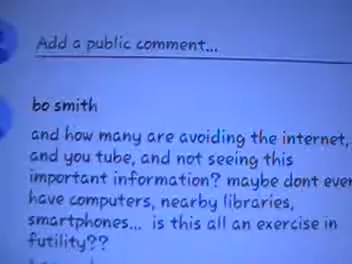 Add a public comment...
bo smith
and how many are avoiding the internet,
and you tube, and not seeing this
important information? maybe dont even
have computers, nearby libraries,
smartphones... is this all an exercise in
futility??